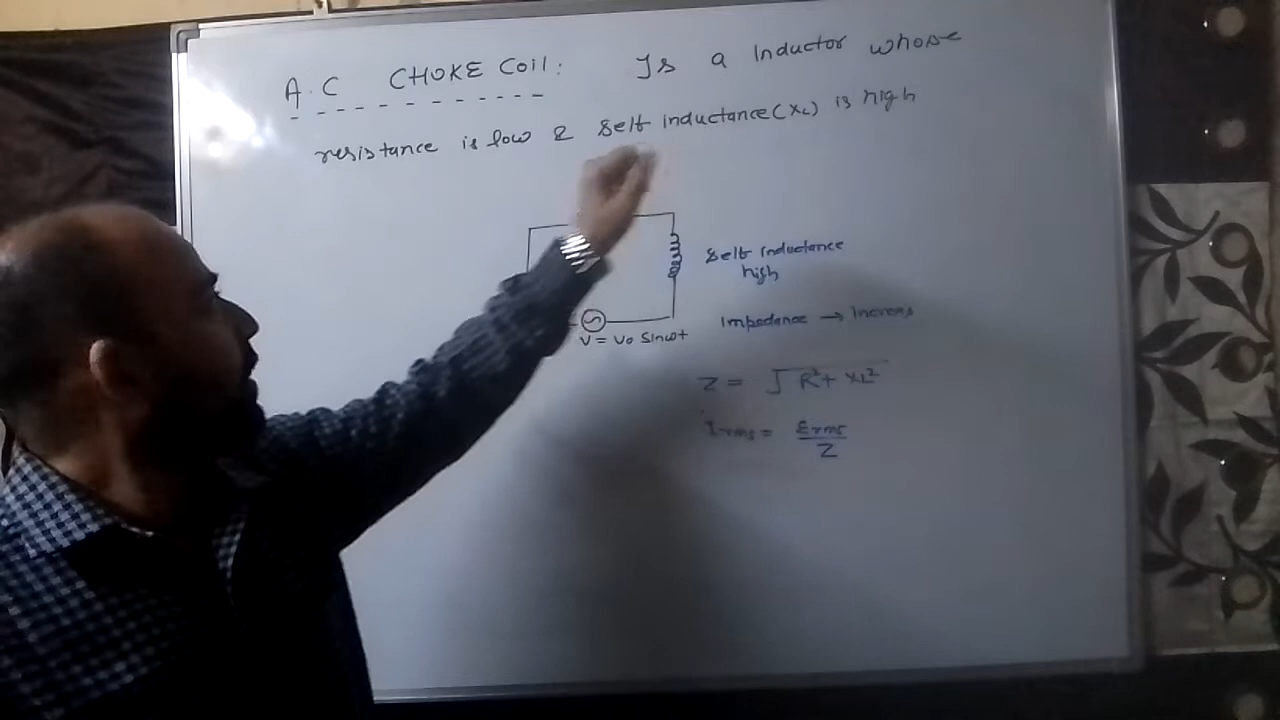 A.C CHOKE Coil: Is a Inductor whose
resistance is low & self inductance (XL) is high
self inductance
high
Impedance → Increas
V = V0 Sinωt
Z = √R²+ XL²
Irms = Erms/Z